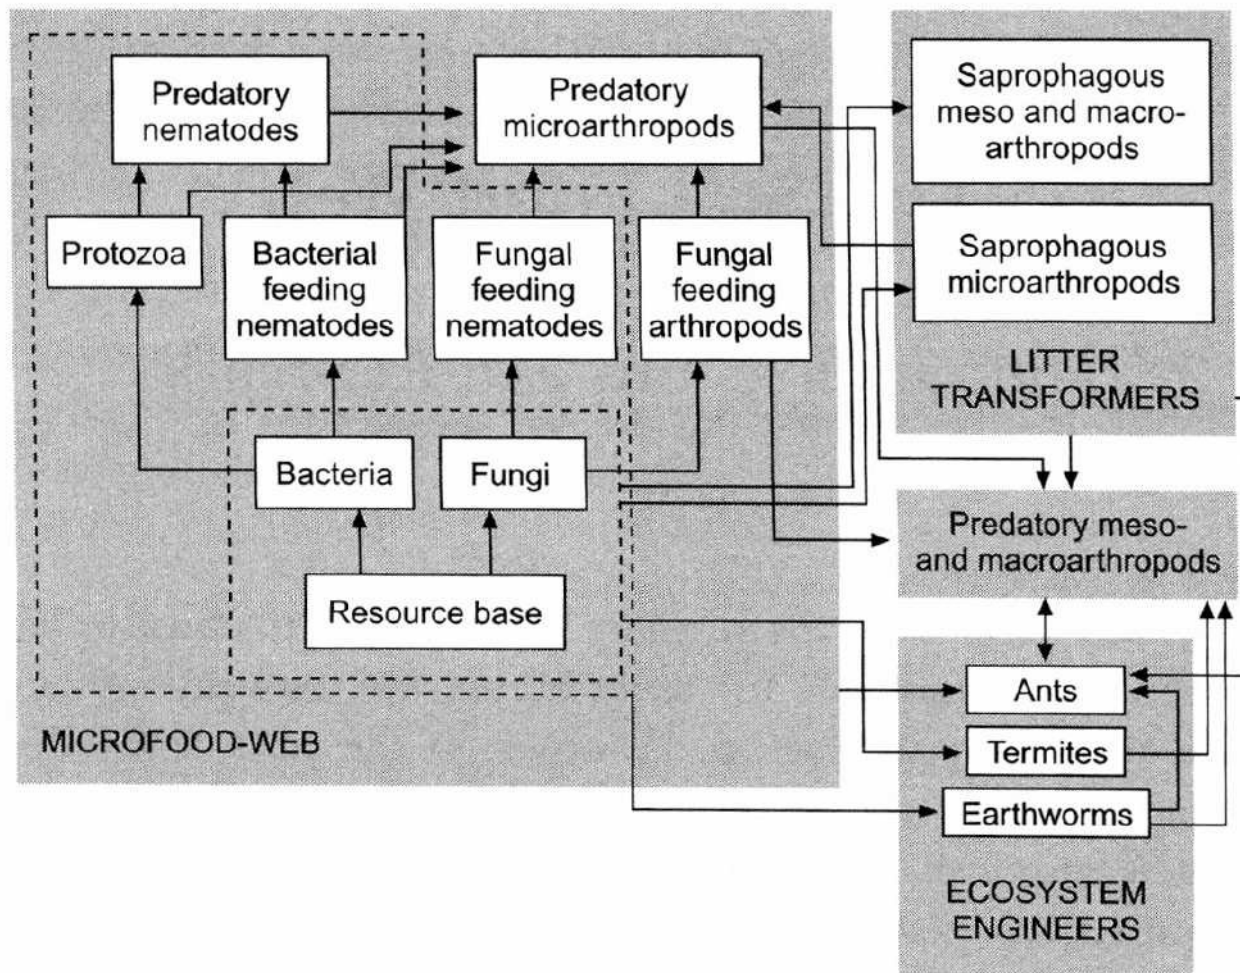 Predatory
nematodes
Predatory
microarthropods
Saprophagous
meso and macro-
arthropods
Protozoa
Bacterial
feeding
nematodes
Fungal
feeding
nematodes
Fungal
feeding
arthropods
Saprophagous
microarthropods
LITTER
TRANSFORMERS
Bacteria
Fungi
Resource base
Predatory meso-
and macroarthropods
MICROFOOD-WEB
Ants
Termites
Earthworms
ECOSYSTEM
ENGINEERS